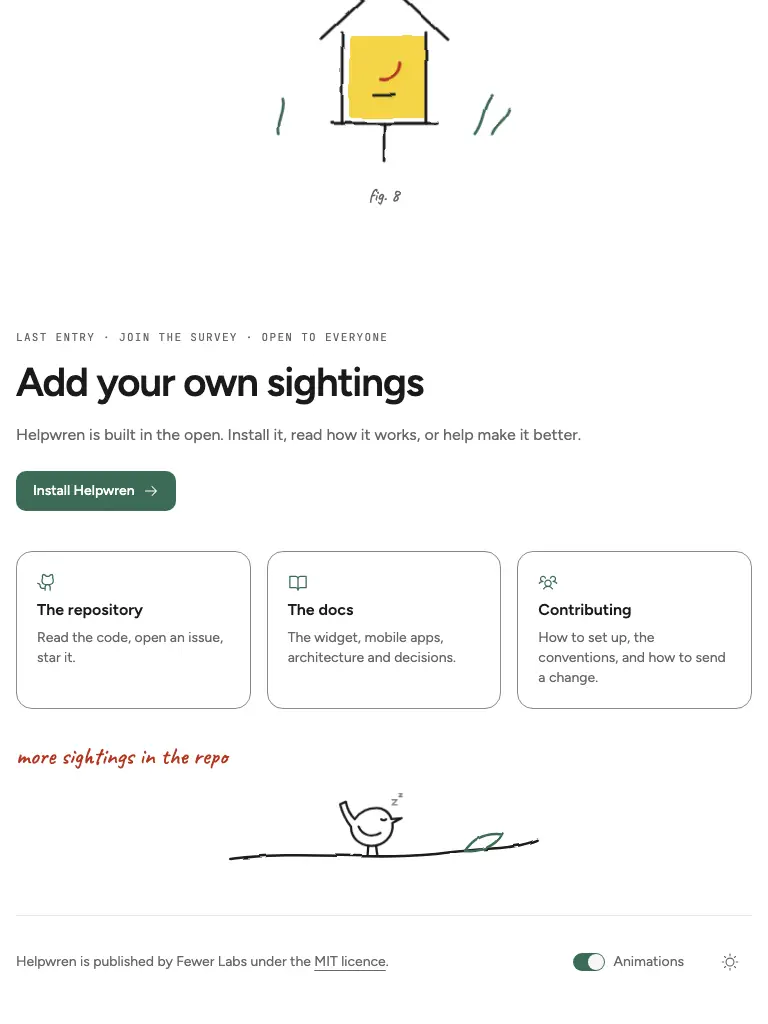 fig. 8
LAST ENTRY · JOIN THE SURVEY · OPEN TO EVERYONE
Add your own sightings
Helpwren is built in the open. Install it, read how it works, or help make it better.
Install Helpwren
The repository
Read the code, open an issue,
star it.
The docs
The widget, mobile apps,
architecture and decisions.
Contributing
How to set up, the
conventions, and how to send
a change.
more sightings in the repo
z z
Helpwren is published by Fewer Labs under the MIT licence.
Animations